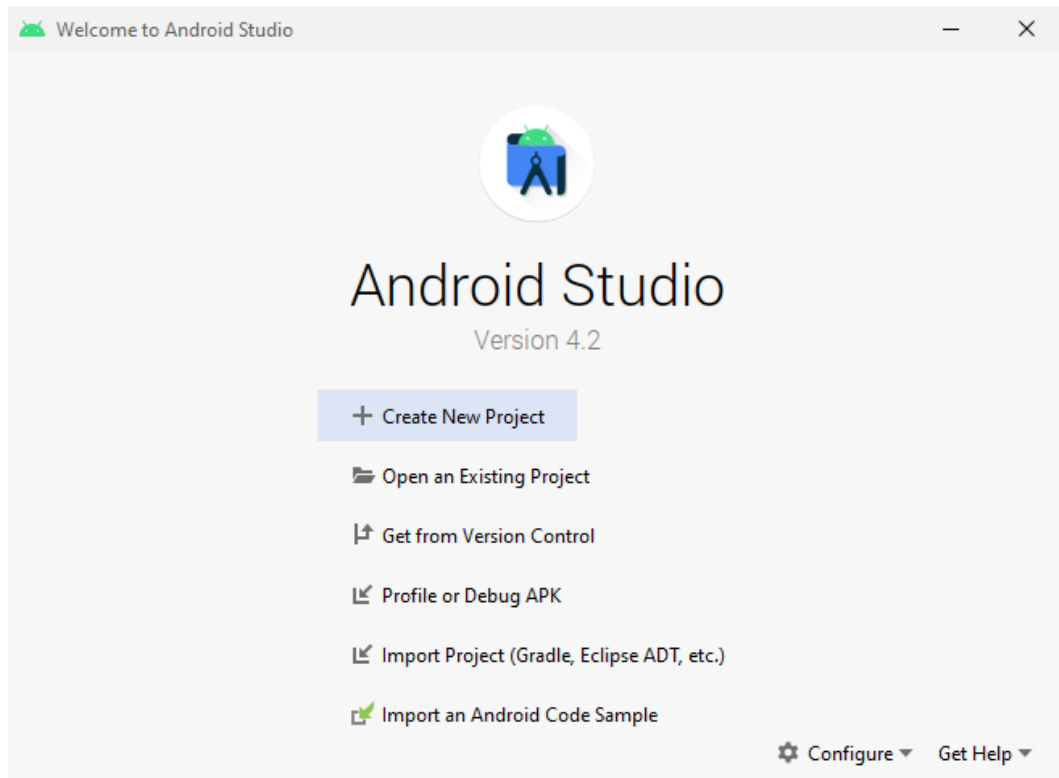 Welcome to Android Studio
Android Studio
Version 4.2
Create New Project
Open an Existing Project
Get from Version Control
Profile or Debug APK
Import Project (Gradle, Eclipse ADT, etc.)
Import an Android Code Sample
Configure Get Help